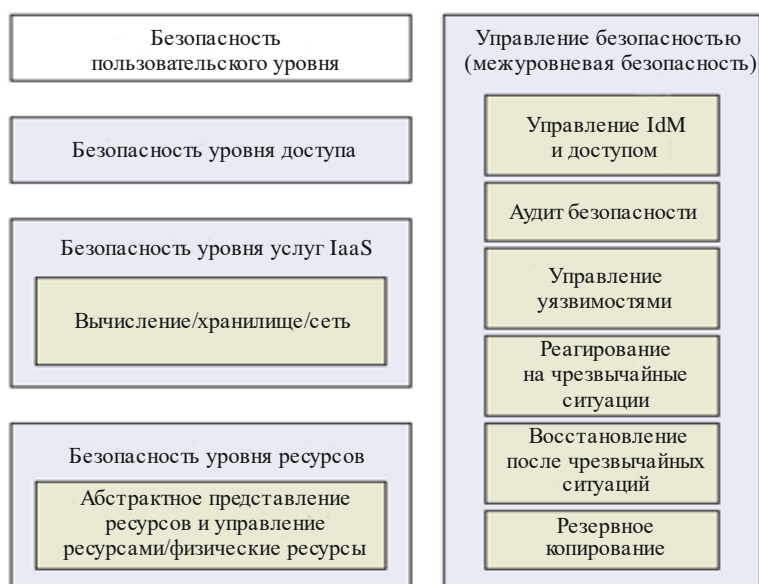 Безопасность
пользовательского уровня
Безопасность уровня доступа
Безопасность уровня услуг IaaS
Вычисление/хранилище/сеть
Безопасность уровня ресурсов
Абстрактное представление
ресурсов и управление
ресурсами/физические ресурсы
Управление безопасностью
(межуровневая безопасность)
Управление IdM
и доступом
Аудит безопасности
Управление
уязвимостями
Реагирование
на чрезвычайные
ситуации
Восстановление
после чрезвычайных
ситуаций
Резервное
копирование